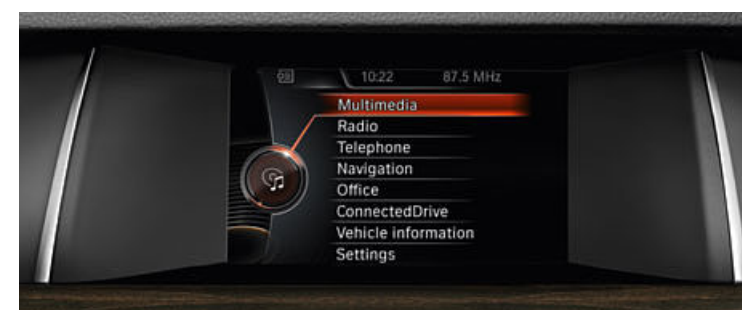 10:22 87.5 MHz
Multimedia
Radio
Telephone
Navigation
Office
ConnectedDrive
Vehicle information
Settings